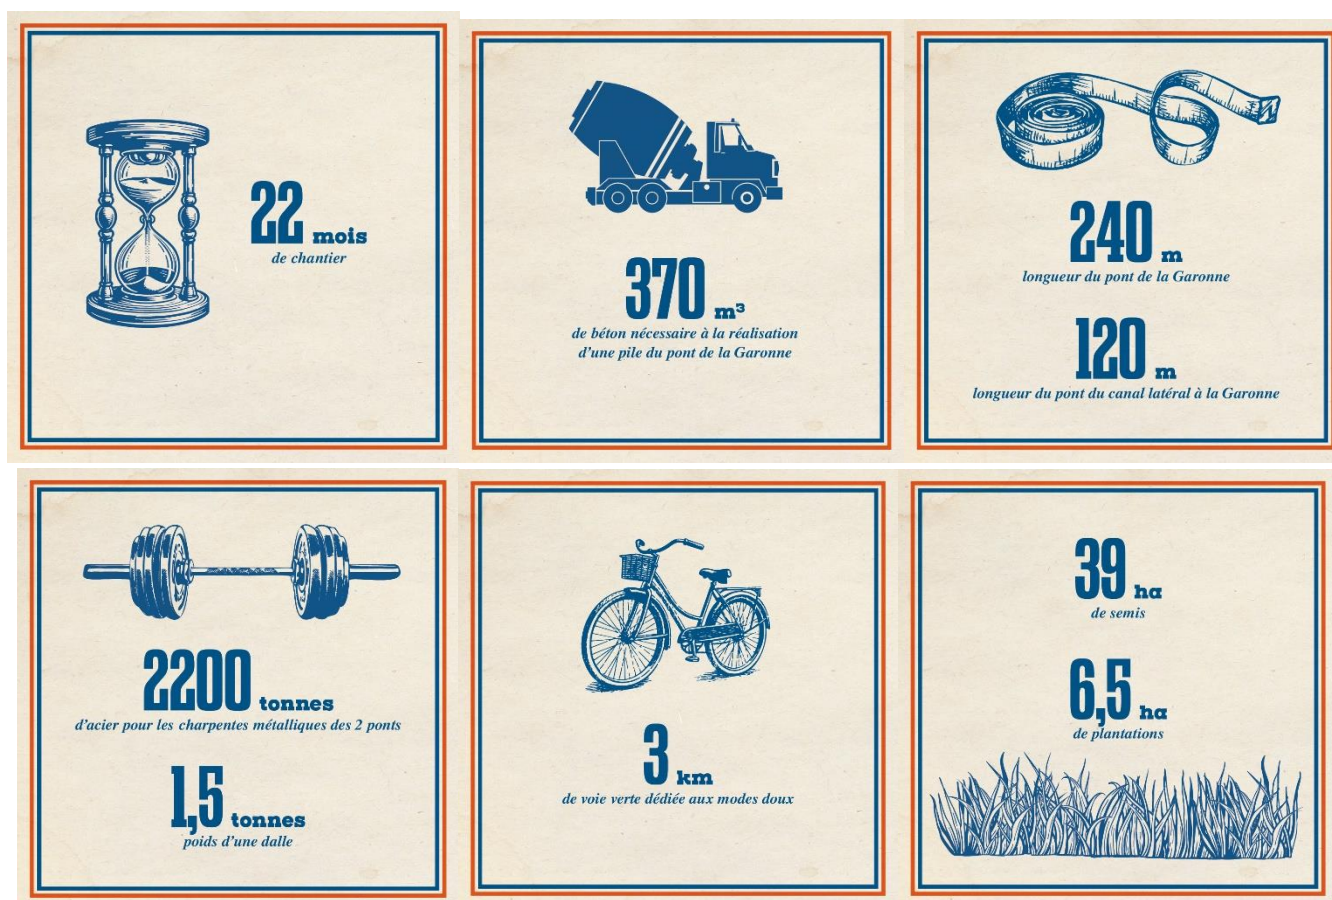 22 mois
de chantier
370 m³
de béton nécessaire à la réalisation
d'une pile du pont de la Garonne
240 m
longueur du pont de la Garonne
120 m
longueur du pont du canal latéral à la Garonne
2200 tonnes
d'acier pour les charpentes métalliques des 2 ponts
1,5 tonnes
poids d'une dalle
3 km
de voie verte dédiée aux modes doux
39 ha
de semis
6,5 ha
de plantations